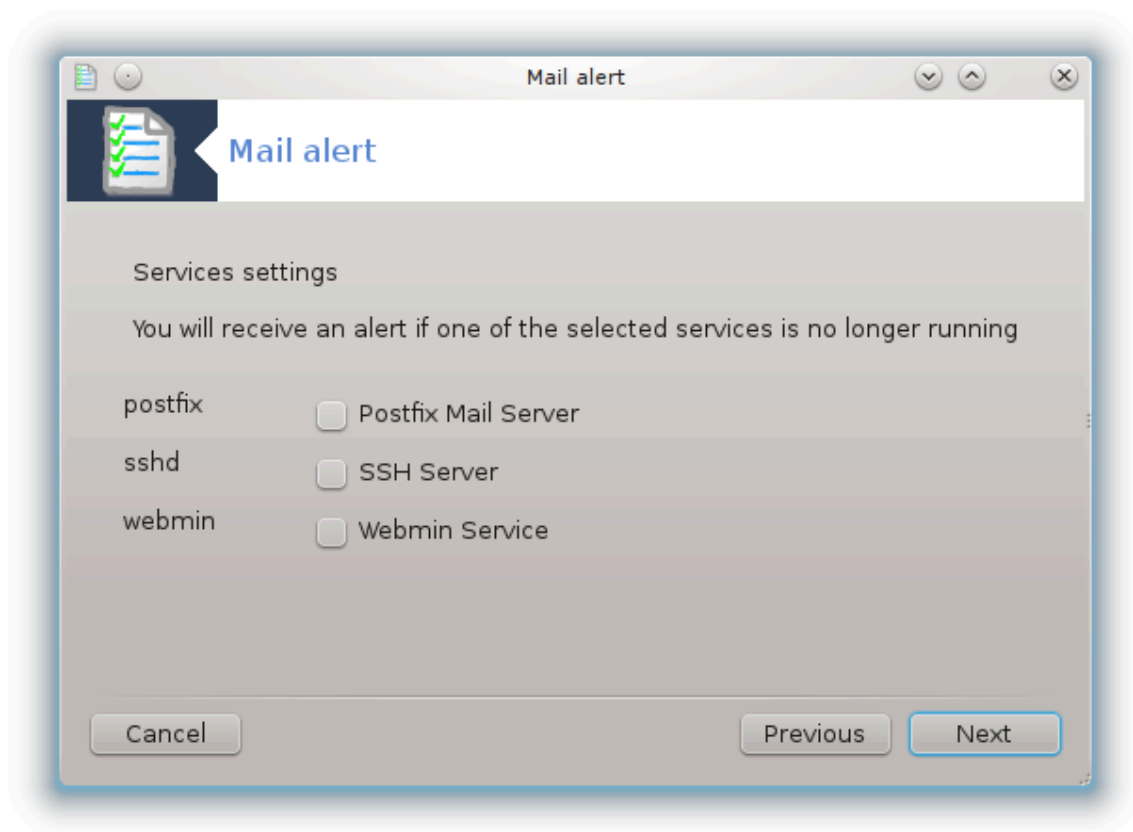 Mail alert
Mail alert
Services settings
You will receive an alert if one of the selected services is no longer running
postfix Postfix Mail Server
sshd SSH Server
webmin Webmin Service
Cancel Previous Next